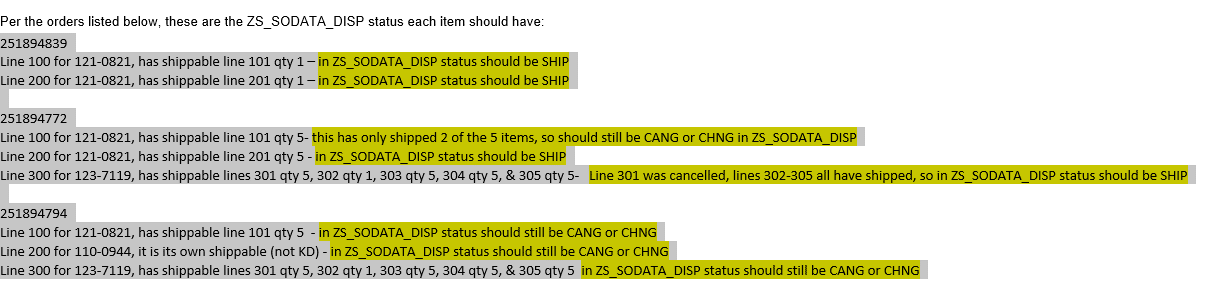 Per the orders listed below, these are the ZS_SODATA_DISP status each item should have:
251894839
Line 100 for 121-0821, has shippable line 101 qty 1 – in ZS_SODATA_DISP status should be SHIP
Line 200 for 121-0821, has shippable line 201 qty 1 – in ZS_SODATA_DISP status should be SHIP
251894772
Line 100 for 121-0821, has shippable line 101 qty 5- this has only shipped 2 of the 5 items, so should still be CANG or CHNG in ZS_SODATA_DISP
Line 200 for 121-0821, has shippable line 201 qty 5 - in ZS_SODATA_DISP status should be SHIP
Line 300 for 123-7119, has shippable lines 301 qty 5, 302 qty 1, 303 qty 5, 304 qty 5, & 305 qty 5- Line 301 was cancelled, lines 302-305 all have shipped, so in ZS_SODATA_DISP status should be SHIP
251894794
Line 100 for 121-0821, has shippable line 101 qty 5 - in ZS_SODATA_DISP status should still be CANG or CHNG
Line 200 for 110-0944, it is its own shippable (not KD) - in ZS_SODATA_DISP status should still be CANG or CHNG
Line 300 for 123-7119, has shippable lines 301 qty 5, 302 qty 1, 303 qty 5, 304 qty 5, & 305 qty 5 in ZS_SODATA_DISP status should still be CANG or CHNG